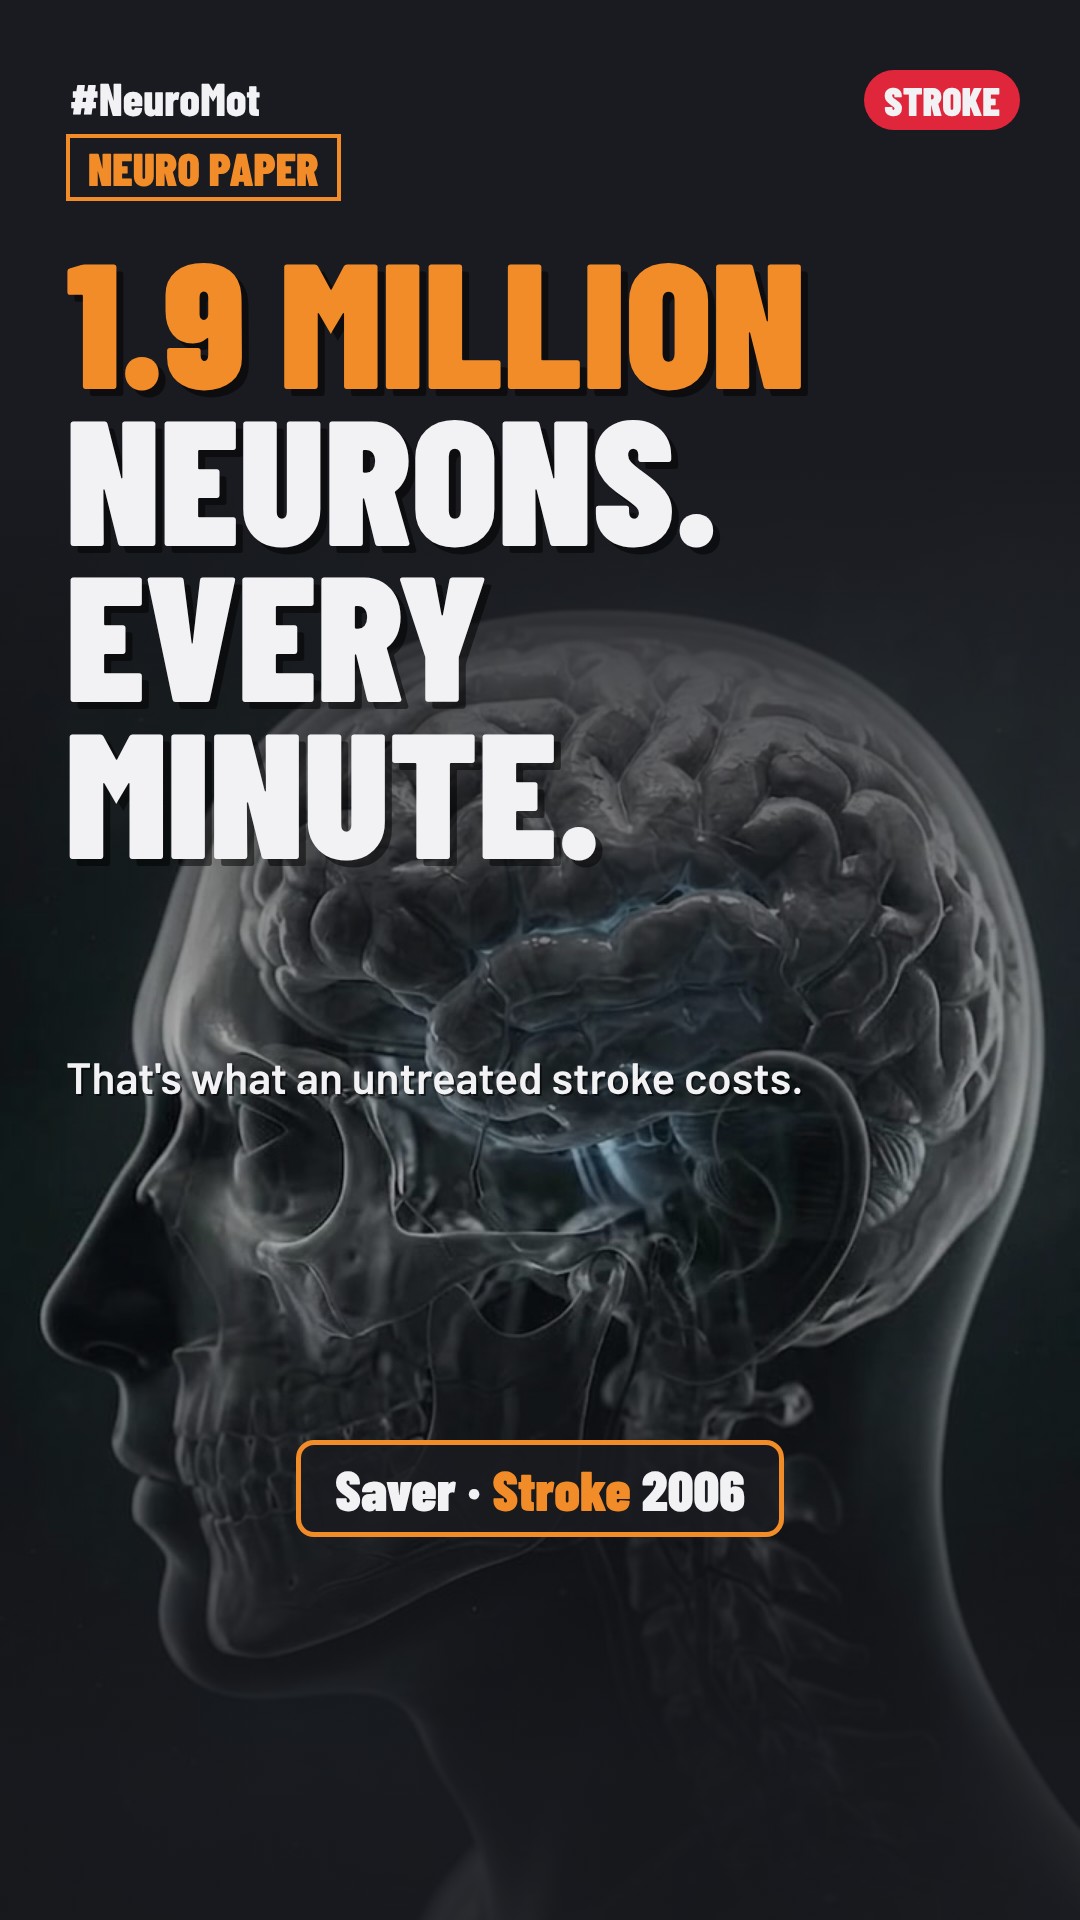 #NeuroMot
STROKE
NEURO PAPER
1.9 MILLION
NEURONS.
EVERY
MINUTE.
That's what an untreated stroke costs.
Saver · Stroke 2006